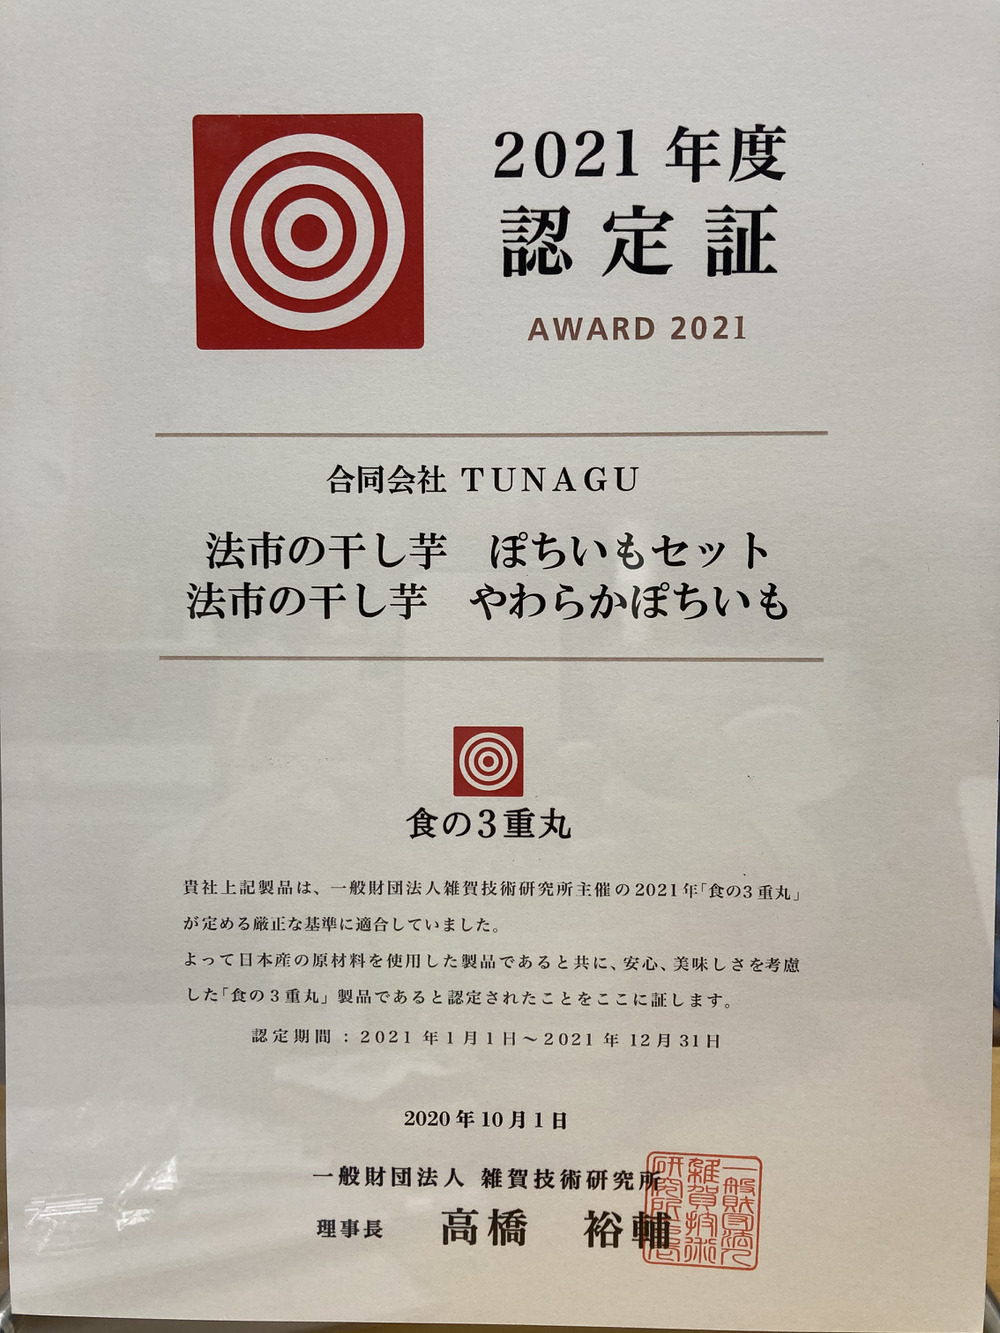 2021 年度
認定証
AWARD 2021
合同会社 TUNAGU
法市の干し芋　ぽちいもセット
法市の干し芋　やわらかぽちいも
食の3重丸
貴社上記製品は、一般財団法人雑賀技術研究所主催の2021年「食の3重丸」
が定める厳正な基準に適合していました。
よって日本産の原材料を使用した製品であると共に、安心、美味しさを考慮
した「食の3重丸」製品であると認定されたことをここに証します。
認定期間：2021 年1月1日～2021 年 12月31日
2020 年 10 月 1 日
一般財団法人 雑賀技術研究所
理事長　高橋　裕輔